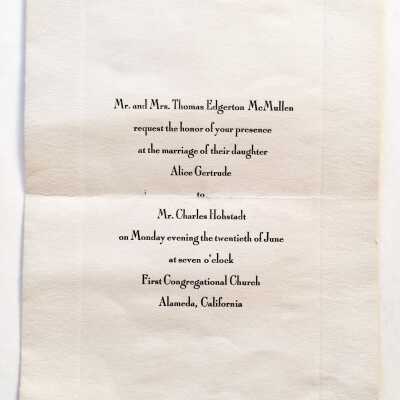 Mr. and Mrs. Thomas Edgerton McMullen
request the honor of your presence
at the marriage of their daughter
Alice Gertrude
to
Mr. Charles Hohstadt
on Monday evening the twentieth of June
at seven o'clock
First Congregational Church
Alameda, California